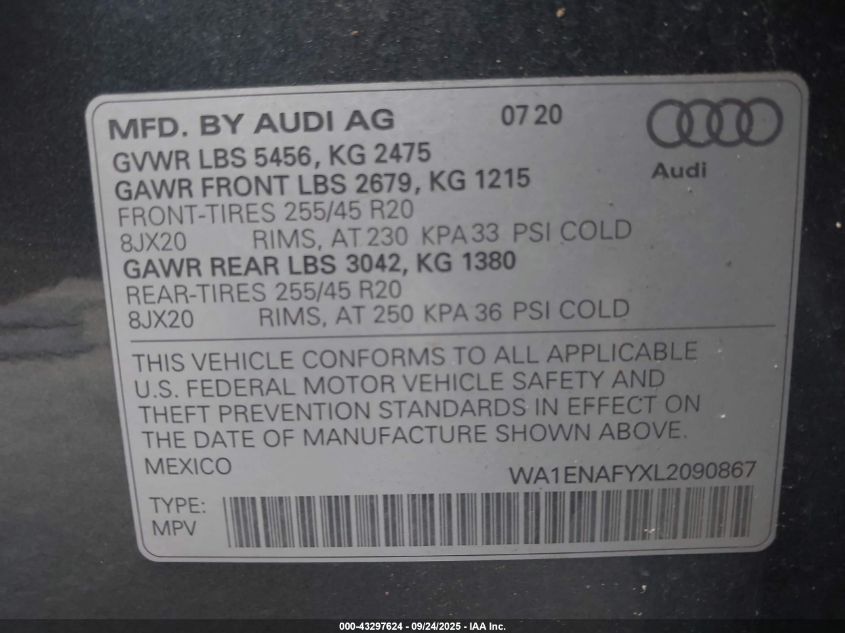 MFD. BY AUDI AG 07 20
GVWR LBS 5456, KG 2475
GAWR FRONT LBS 2679, KG 1215
FRONT-TIRES 255/45 R20
8JX20 RIMS, AT 230 KPA 33 PSI COLD
GAWR REAR LBS 3042, KG 1380
REAR-TIRES 255/45 R20
8JX20 RIMS, AT 250 KPA 36 PSI COLD
Audi
THIS VEHICLE CONFORMS TO ALL APPLICABLE
U.S. FEDERAL MOTOR VEHICLE SAFETY AND
THEFT PREVENTION STANDARDS IN EFFECT ON
THE DATE OF MANUFACTURE SHOWN ABOVE.
MEXICO WA1ENAFYXL2090867
TYPE:
MPV
000-43297624 - 09/24/2025 - IAA Inc.